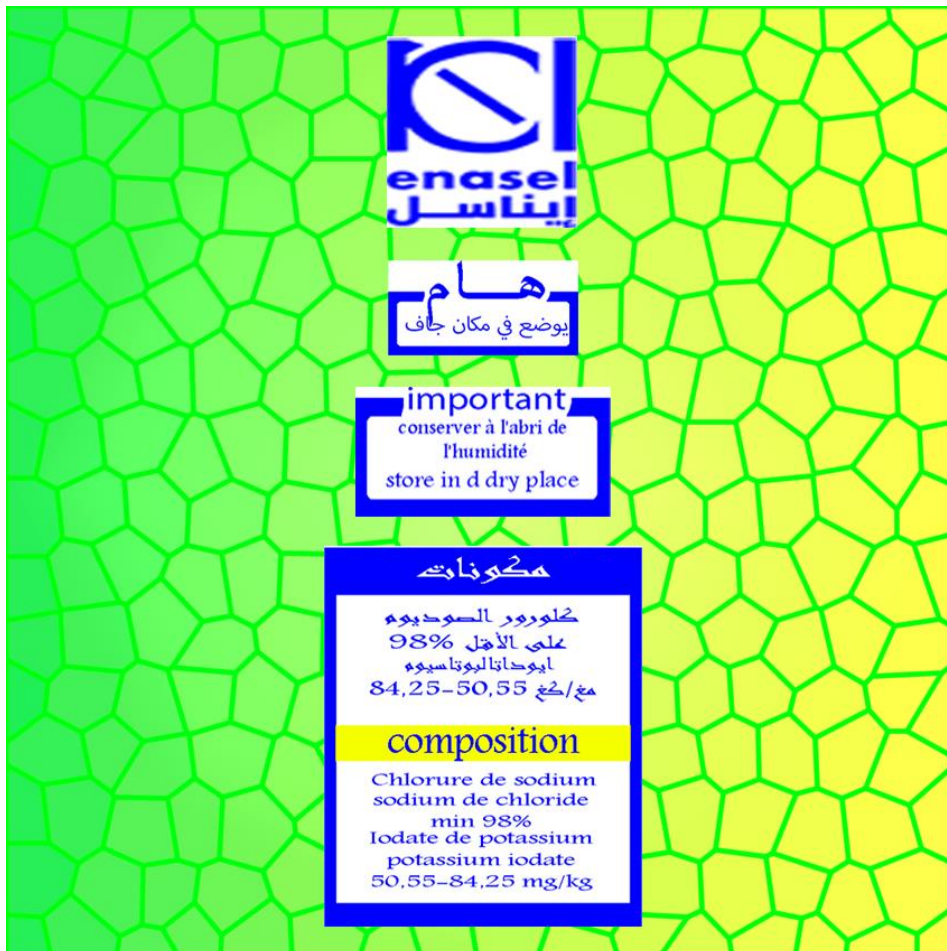 enasel
إيناسل
هام
يوضع في مكان جاف
important
conserver à l'abri de
l'humidité
store in d dry place
مكونات
كلورور الصوديوم
على الأقل 98%
ايوداتالبوتاسيوم
مغ/كغ 50,55-84,25
composition
Chlorure de sodium
sodium de chloride
min 98%
Iodate de potassium
potassium iodate
50,55-84,25 mg/kg